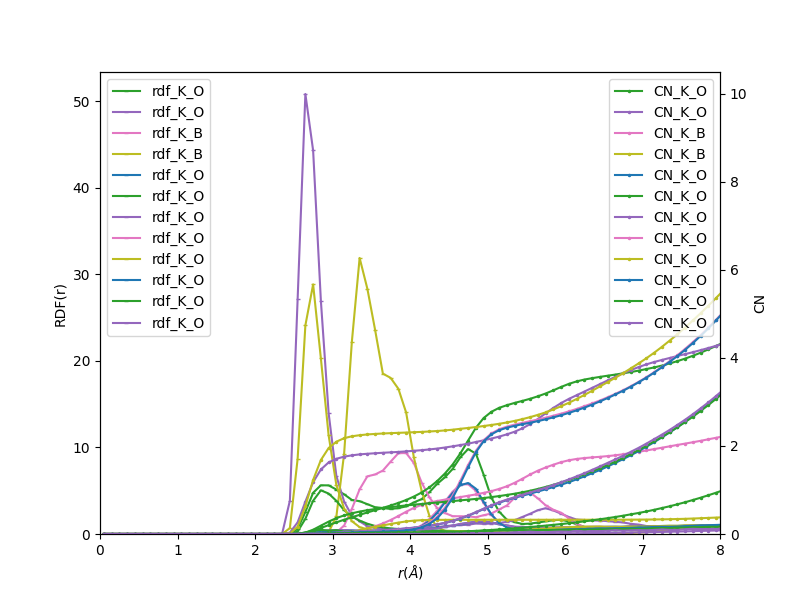 rdf_K_O
rdf_K_O
rdf_K_B
rdf_K_B
rdf_K_O
rdf_K_O
rdf_K_O
rdf_K_O
rdf_K_O
rdf_K_O
rdf_K_O
rdf_K_O
CN_K_O
CN_K_O
CN_K_B
CN_K_B
CN_K_O
CN_K_O
CN_K_O
CN_K_O
CN_K_O
CN_K_O
CN_K_O
CN_K_O
50
40
30
20
10
0
RDF(r)
10
8
6
4
2
0
CN
0 1 2 3 4 5 6 7 8
r(Å)